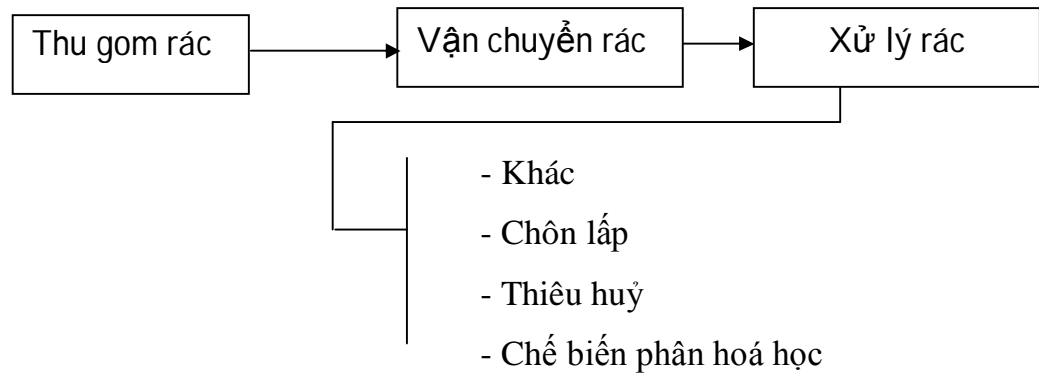 Thu gom rác
Vận chuyển rác
Xử lý rác
- Khác
- Chôn lấp
- Thiêu huỷ
- Chế biến phân hoá học